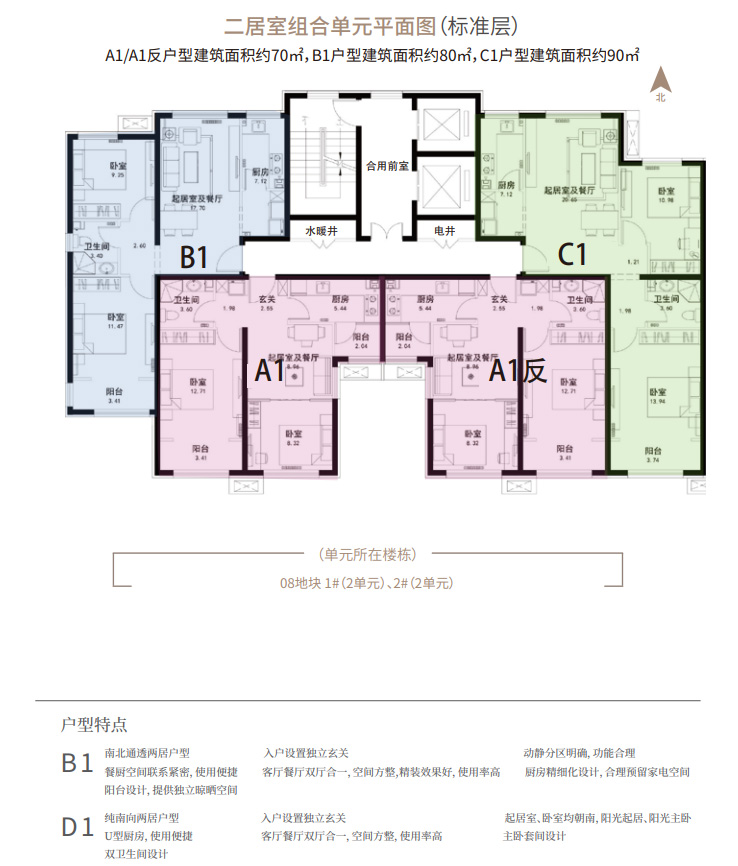 二居室组合单元平面图(标准层)
A1/A1反户型建筑面积约70㎡,B1户型建筑面积约80㎡,C1户型建筑面积约90㎡
北
卧室
9.25
起居室及餐厅
17.70
厨房
7.12
合用前室
厨房
7.12
起居室及餐厅
20.65
卧室
10.98
水暖井
电井
卫生间
3.40
2.60
B1
C1
1.21
卧室
11.47
阳台
3.41
卫生间
3.60
1.98
玄关
2.55
厨房
5.44
阳台
2.04
起居室及餐厅
8.96
A1
卧室
12.71
阳台
3.41
卧室
8.32
厨房
5.44
玄关
2.55
1.98
卫生间
3.60
阳台
2.04
起居室及餐厅
8.96
A1反
卧室
12.71
卧室
8.32
阳台
3.41
卫生间
3.60
1.98
卧室
13.94
阳台
3.74
(单元所在楼栋)
08地块 1#(2单元)、2#(2单元)
户型特点
B1
南北通透两居户型
餐厨空间联系紧密, 使用便捷
阳台设计, 提供独立晾晒空间
入户设置独立玄关
客厅餐厅双厅合一, 空间方整,精装效果好, 使用率高
动静分区明确, 功能合理
厨房精细化设计, 合理预留家电空间
D1
纯南向两居户型
U型厨房, 使用便捷
双卫生间设计
入户设置独立玄关
客厅餐厅双厅合一, 空间方整, 使用率高
起居室、卧室均朝南, 阳光起居、阳光主卧
主卧套间设计